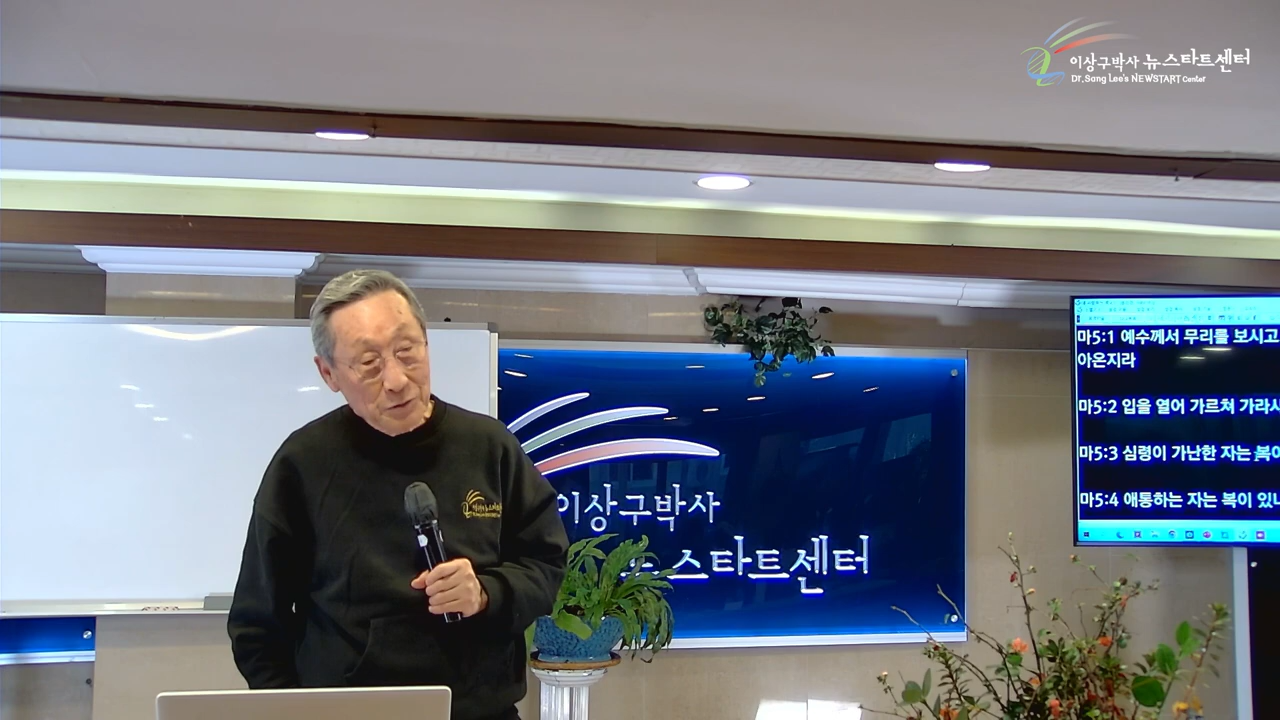 이상구박사 뉴스타트센터
Dr. Sang Lee's NEWSTART Center
이상구박사
뉴스타트센터
마5:1 예수께서 무리를 보시고
아온지라
마5:2 입을 열어 가르쳐 가라사
마5:3 심령이 가난한 자는 복이
마5:4 애통하는 자는 복이 있나